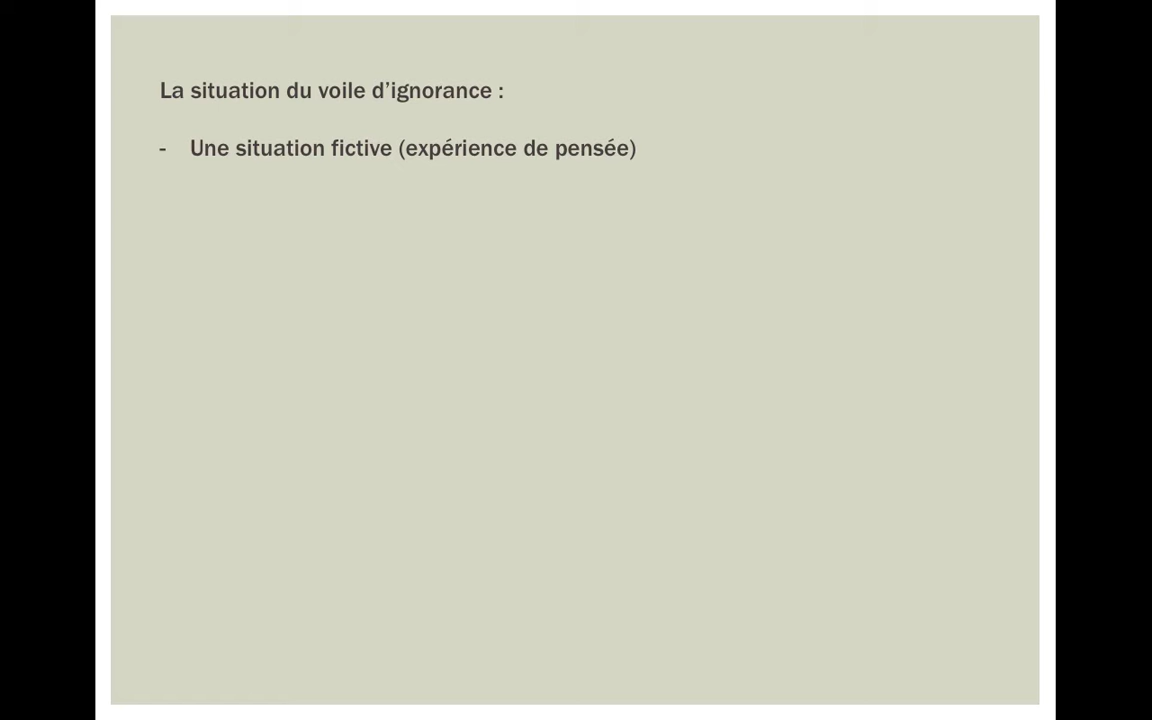 La situation du voile d’ignorance :
- Une situation fictive (expérience de pensée)